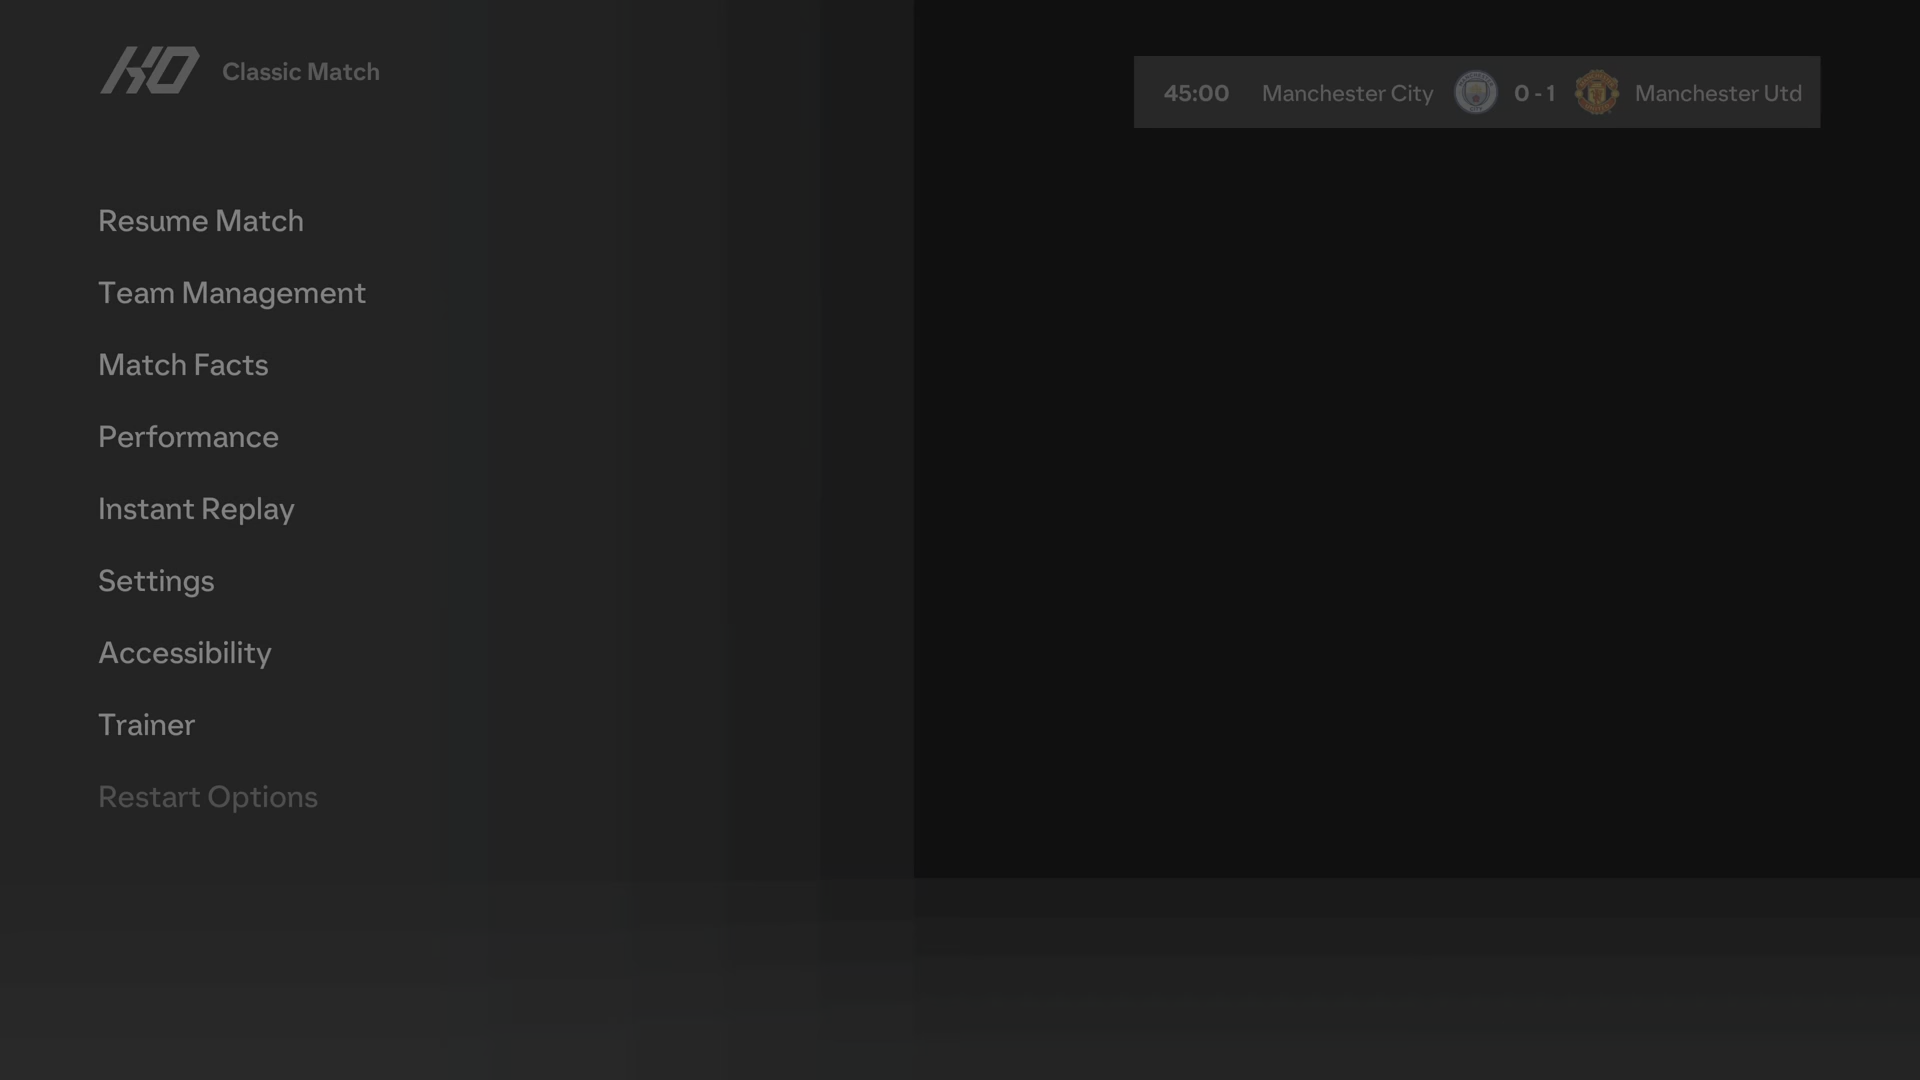 KO Classic Match
45:00 Manchester City 0 - 1 Manchester Utd
Resume Match
Team Management
Match Facts
Performance
Instant Replay
Settings
Accessibility
Trainer
Restart Options